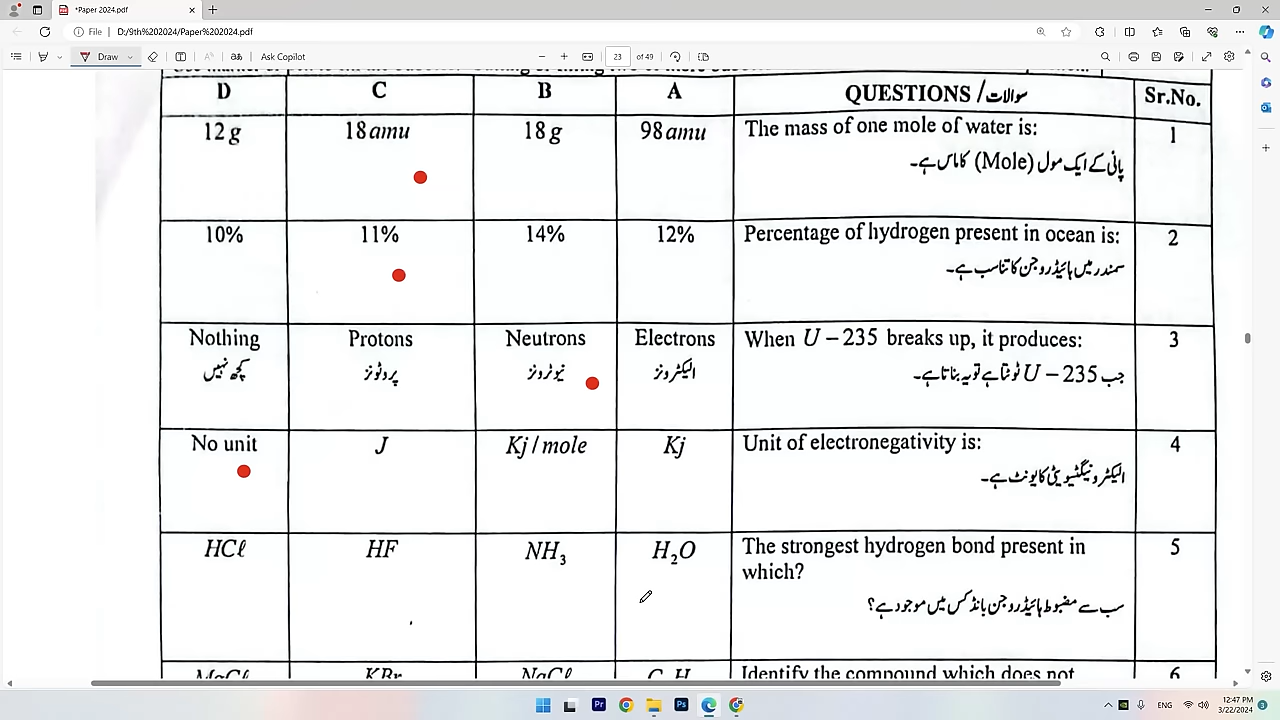 *Paper 2024.pdf
File
D:/9th%202024/Paper%202024.pdf
Draw
Ask Copilot
23 of 49
D C B A QUESTIONS / سوالات Sr.No.
12 g 18 amu 18 g 98 amu The mass of one mole of water is: 1
پانی کے ایک مول (Mole) کا ماس ہے۔
10% 11% 14% 12% Percentage of hydrogen present in ocean is: 2
سمندر میں ہائیڈروجن کا تناسب ہے۔
Nothing Protons Neutrons Electrons When U – 235 breaks up, it produces: 3
کچھ نہیں پروٹونز نیوٹرونز الیکٹرونز جب U – 235 ٹوٹتا ہے تو یہ بناتا ہے۔
No unit J Kj / mole Kj Unit of electronegativity is: 4
الیکٹرونیگٹیویٹی کا یونٹ ہے۔
HCℓ HF NH₃ H₂O The strongest hydrogen bond present in 5
which?
سب سے مضبوط ہائیڈروجن بانڈ کس میں موجود ہے؟
KBr NaCℓ Identify the compound which does not 6
ENG
12:47 PM
3/22/2024